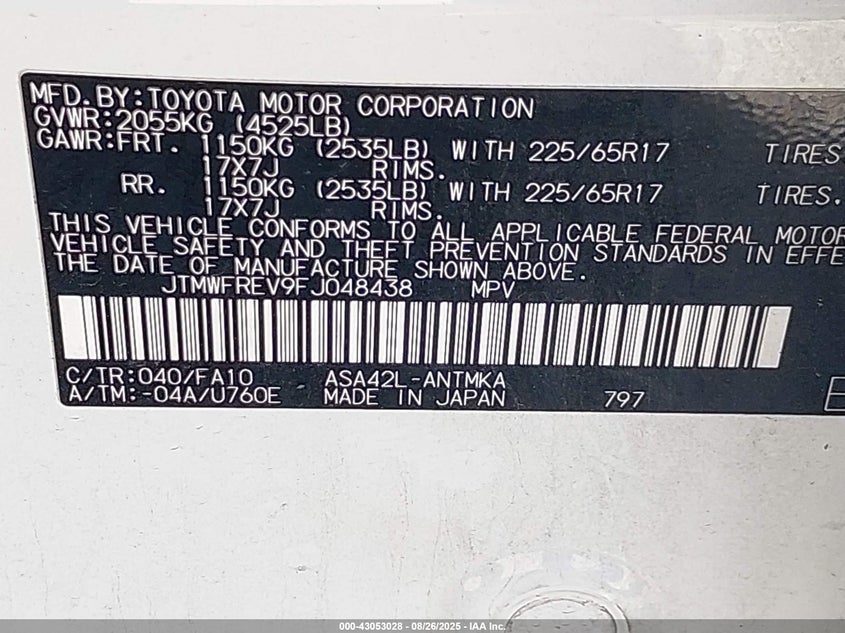 MFD. BY: TOYOTA MOTOR CORPORATION
GVWR: 2055KG (4525LB)
GAWR: FRT. 1150KG (2535LB) WITH 225/65R17 TIRES
17X7J RIMS.
RR. 1150KG (2535LB) WITH 225/65R17 TIRES.
17X7J RIMS.
THIS VEHICLE CONFORMS TO ALL APPLICABLE FEDERAL MOTOR
VEHICLE SAFETY AND THEFT PREVENTION STANDARDS IN EFFE
THE DATE OF MANUFACTURE SHOWN ABOVE.
JTMWFREV9FJ048438 MPV
C/TR: 040/FA10 ASA42L-ANTMKA
A/TM: -04A/U760E MADE IN JAPAN 797
000-43053028 - 08/26/2025 - IAA Inc.